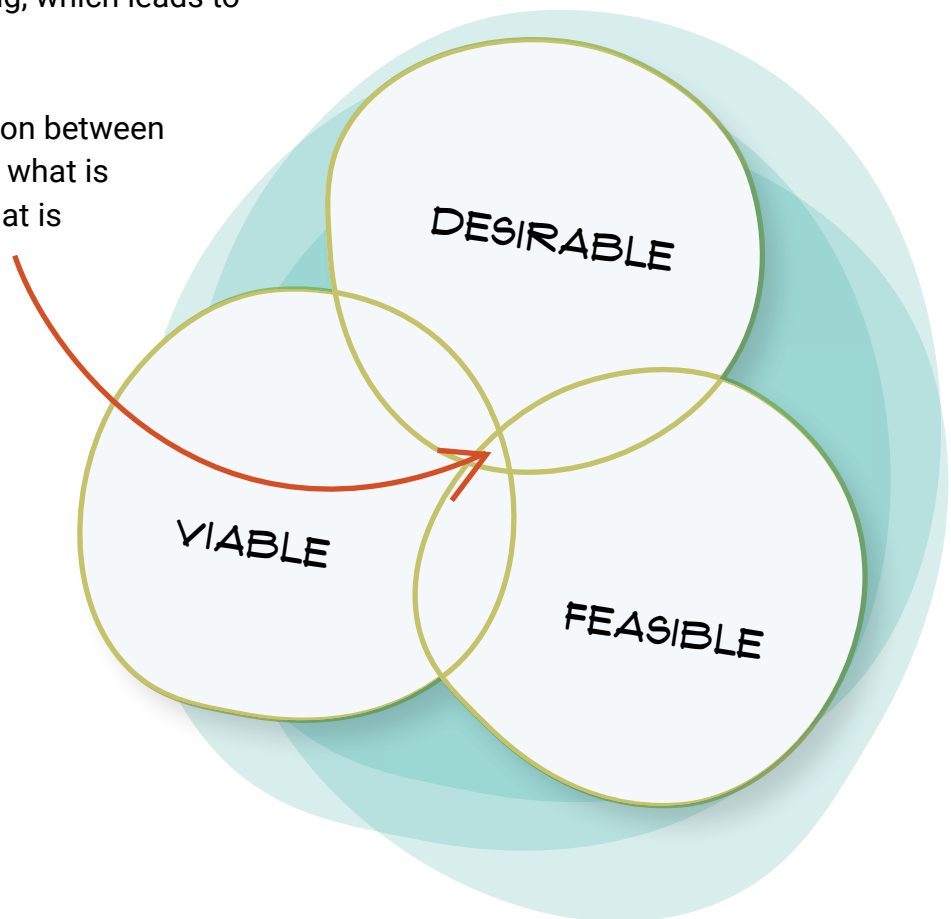 g, which leads to
on between
what is
at is
DESIRABLE
VIABLE
FEASIBLE